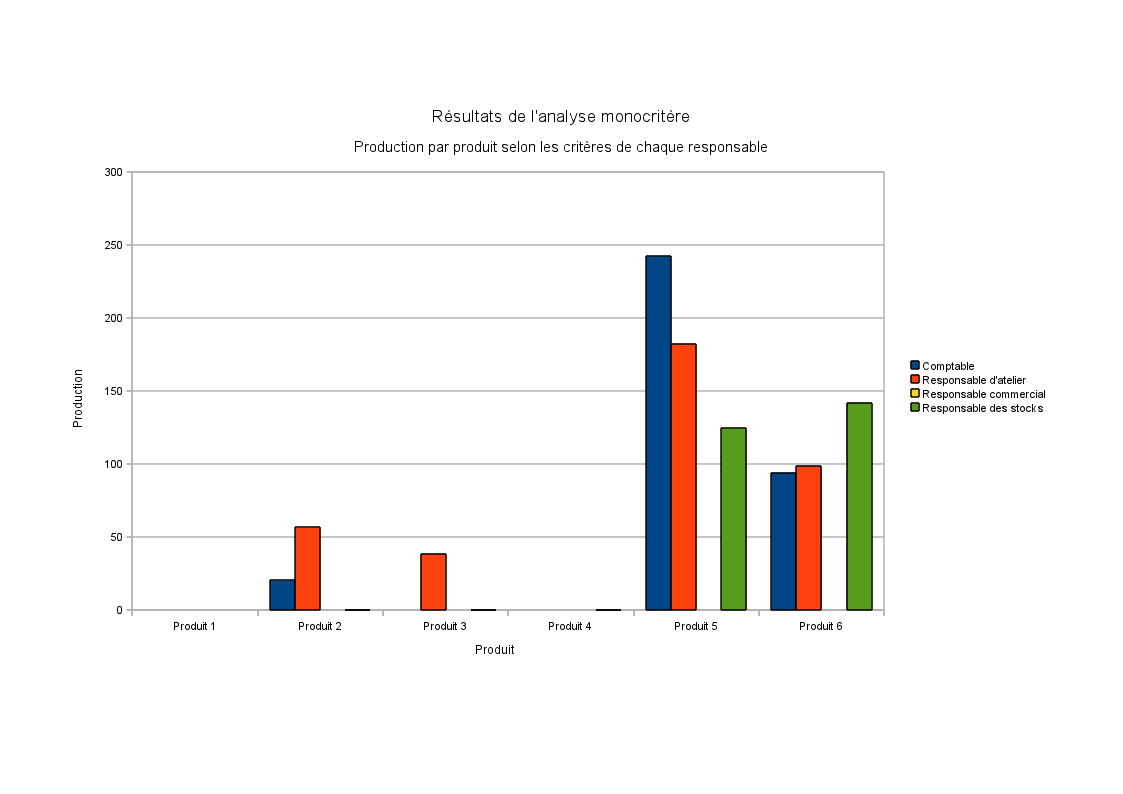 Résultats de l'analyse monocritère
Production par produit selon les critères de chaque responsable
300
250
200
150
100
50
0
Production
Produit 1
Produit 2
Produit 3
Produit 4
Produit 5
Produit 6
Produit
Comptable
Responsable d'atelier
Responsable commercial
Responsable des stocks